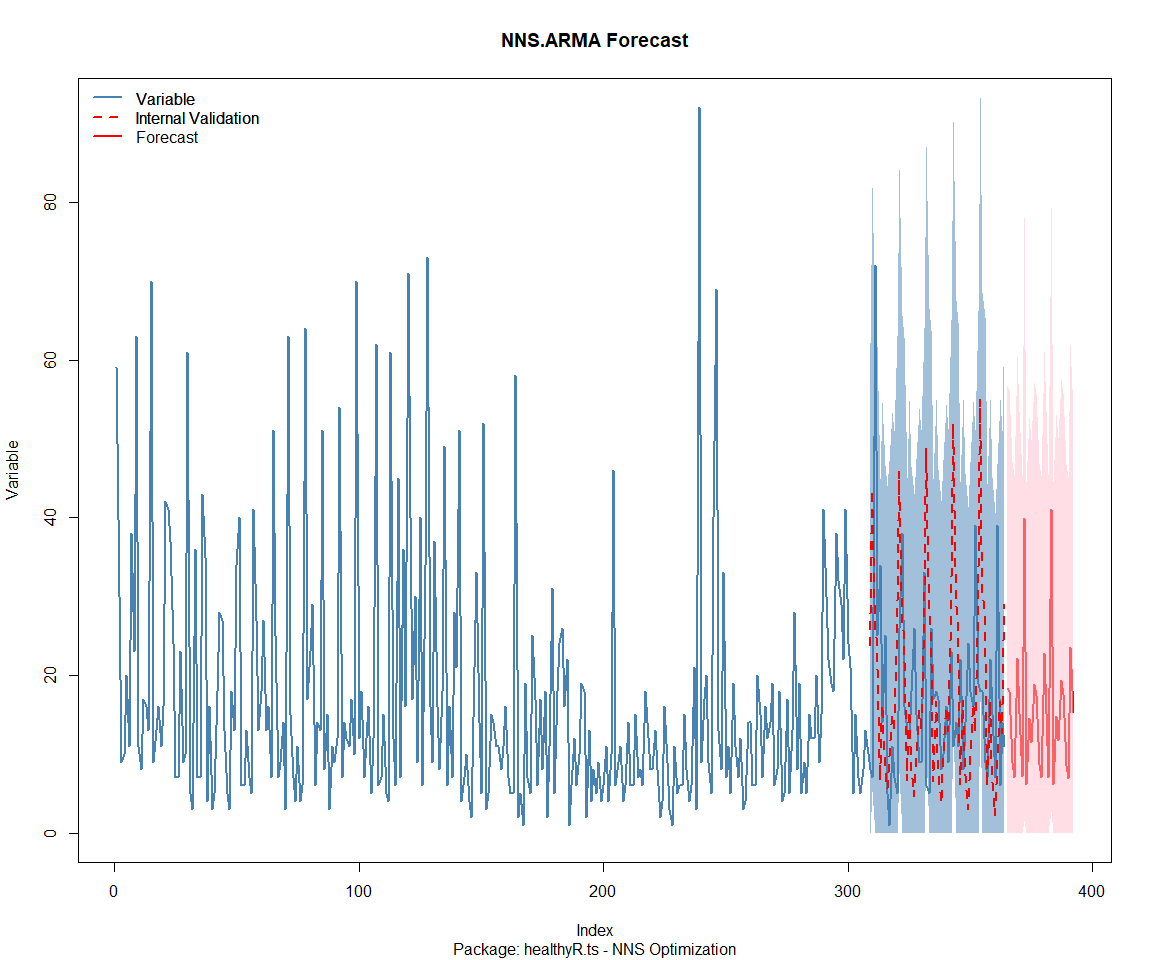 NNS.ARMA Forecast
Variable
Internal Validation
Forecast
Variable
80
60
40
20
0
0 100 200 300 400
Index
Package: healthyR.ts - NNS Optimization